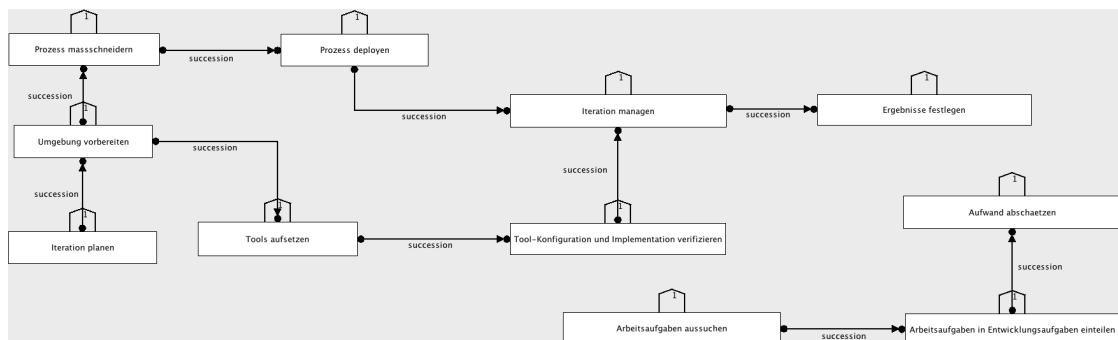 1
1
Prozess massschneidern
succession
Prozess deployen
succession
1
succession
1
Iteration managen
succession
1
Ergebnisse festlegen
1
Umgebung vorbereiten
succession
succession
succession
1
Iteration planen
1
Tools aufsetzen
succession
1
Tool-Konfiguration und Implementation verifizieren
1
Aufwand abschaetzen
succession
1
Arbeitsaufgaben aussuchen
succession
1
Arbeitsaufgaben in Entwicklungsaufgaben einteilen